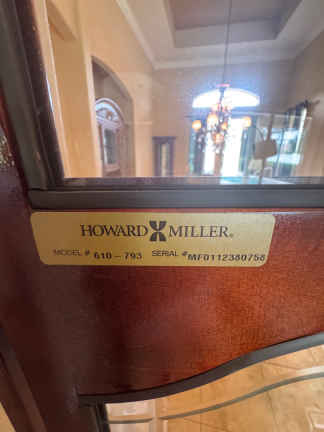 HOWARD MILLER®
MODEL # 610-793 SERIAL # MF0112380758